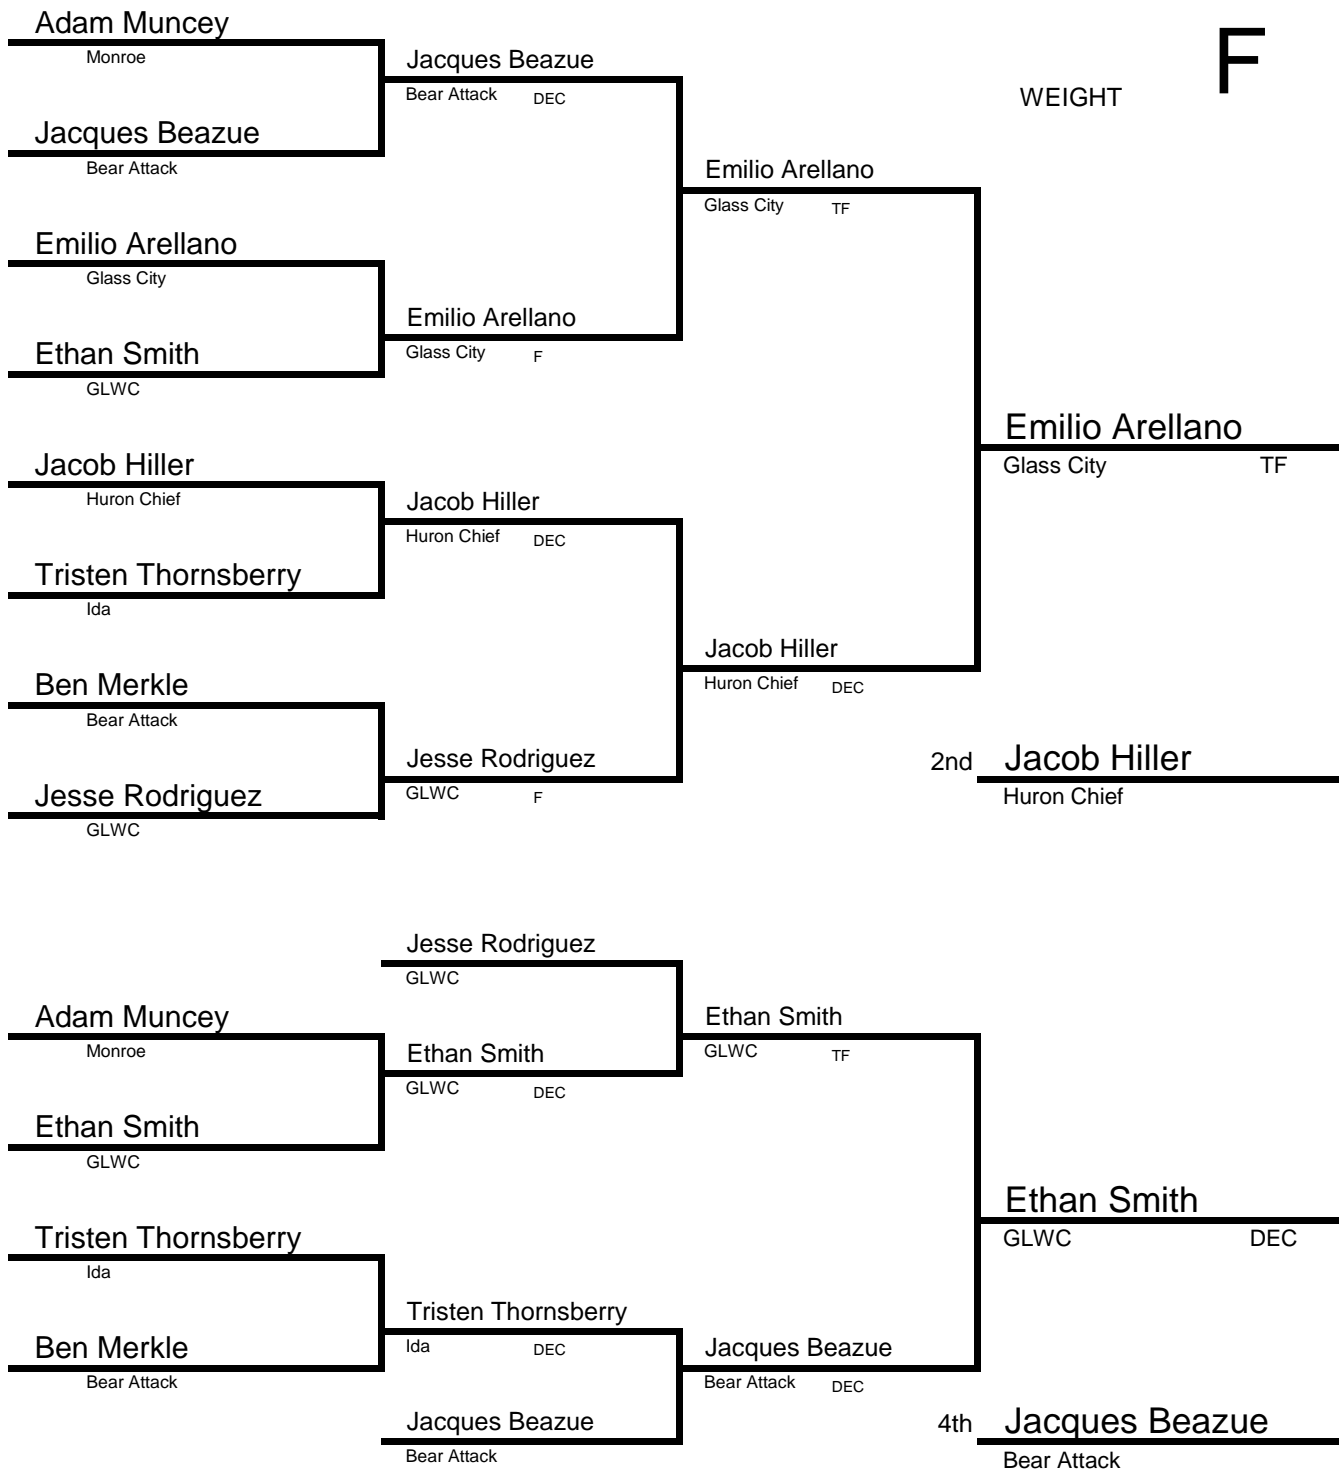 Adam Muncey
Monroe
Jacques Beazue
Bear Attack DEC
WEIGHT F
Jacques Beazue
Bear Attack
Emilio Arellano
Glass City TF
Emilio Arellano
Glass City
Emilio Arellano
Glass City F
Ethan Smith
GLWC
Emilio Arellano
Glass City TF
Jacob Hiller
Huron Chief
Jacob Hiller
Huron Chief DEC
Tristen Thornsberry
Ida
Jacob Hiller
Huron Chief DEC
Ben Merkle
Bear Attack
Jesse Rodriguez
GLWC F
2nd Jacob Hiller
Huron Chief
Jesse Rodriguez
GLWC
Jesse Rodriguez
GLWC
Adam Muncey
Monroe
Ethan Smith
GLWC TF
Ethan Smith
GLWC DEC
Ethan Smith
GLWC
Ethan Smith
GLWC DEC
Tristen Thornsberry
Ida
Tristen Thornsberry
Ida DEC
Ben Merkle
Bear Attack
Jacques Beazue
Bear Attack DEC
Jacques Beazue
Bear Attack
4th Jacques Beazue
Bear Attack